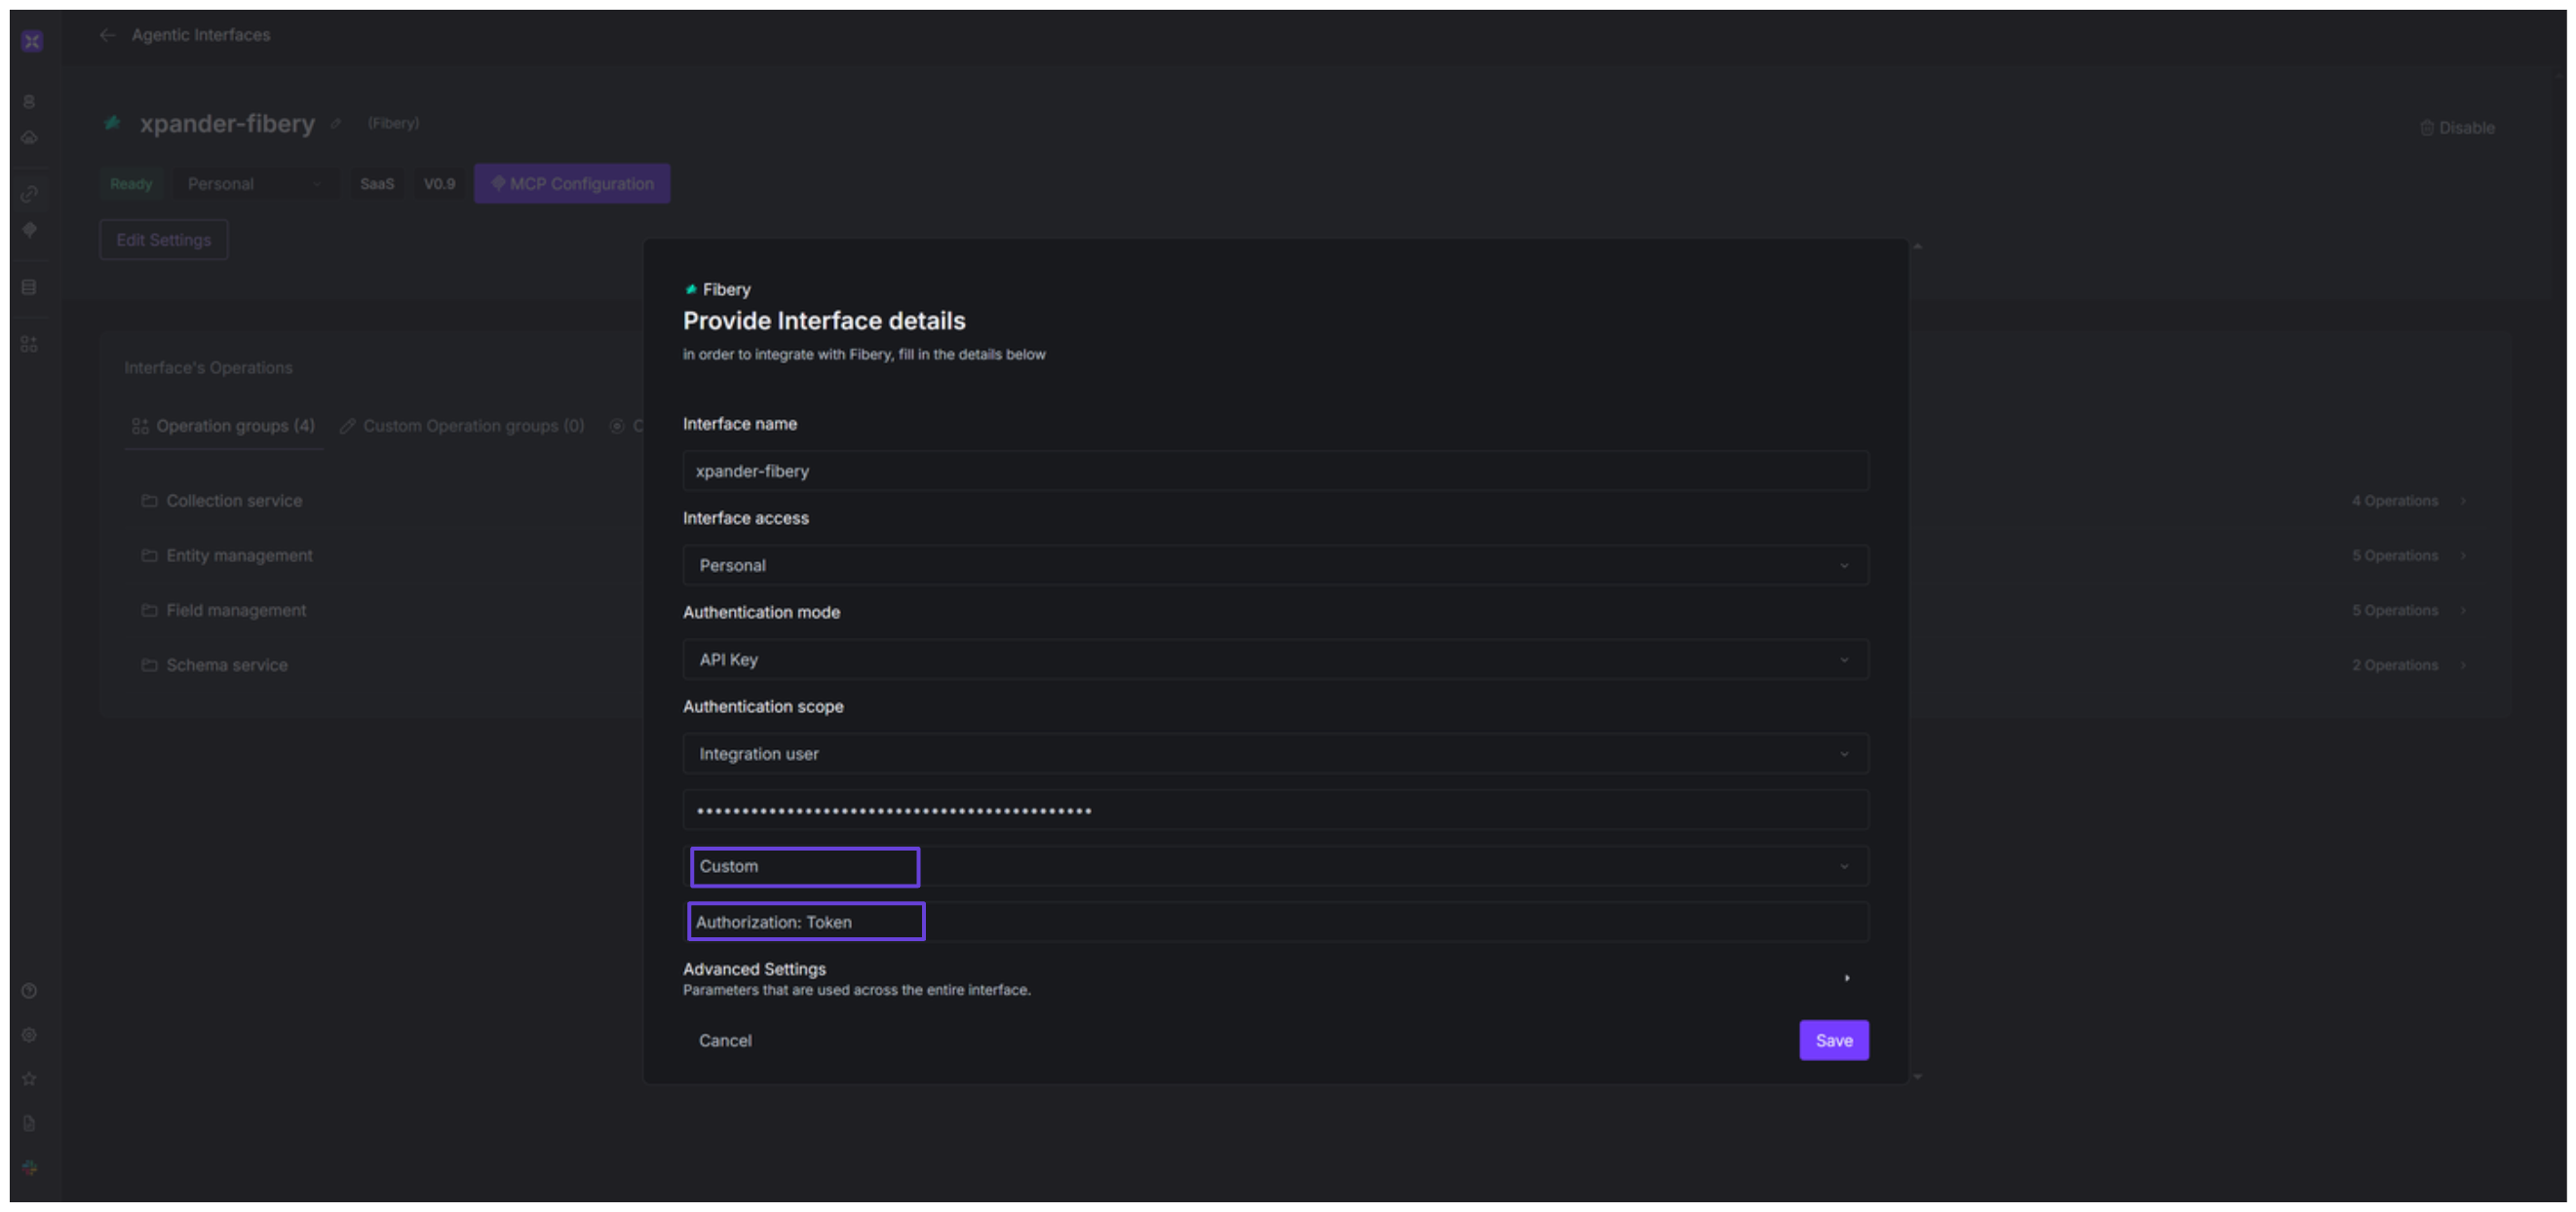 Agentic Interfaces
xpander-fibery (Fibery)
Disable
Ready Personal SaaS V0.9 MCP Configuration
Edit Settings
Interface's Operations
Operation groups (4) Custom Operation groups (0)
Collection service 4 Operations
Entity management 5 Operations
Field management 5 Operations
Schema service 2 Operations
Fibery
Provide Interface details
in order to integrate with Fibery, fill in the details below
Interface name
xpander-fibery
Interface access
Personal
Authentication mode
API Key
Authentication scope
Integration user
••••••••••••••••••••••••••••••••••••••••••••
Custom
Authorization: Token
Advanced Settings
Parameters that are used across the entire interface.
Cancel Save